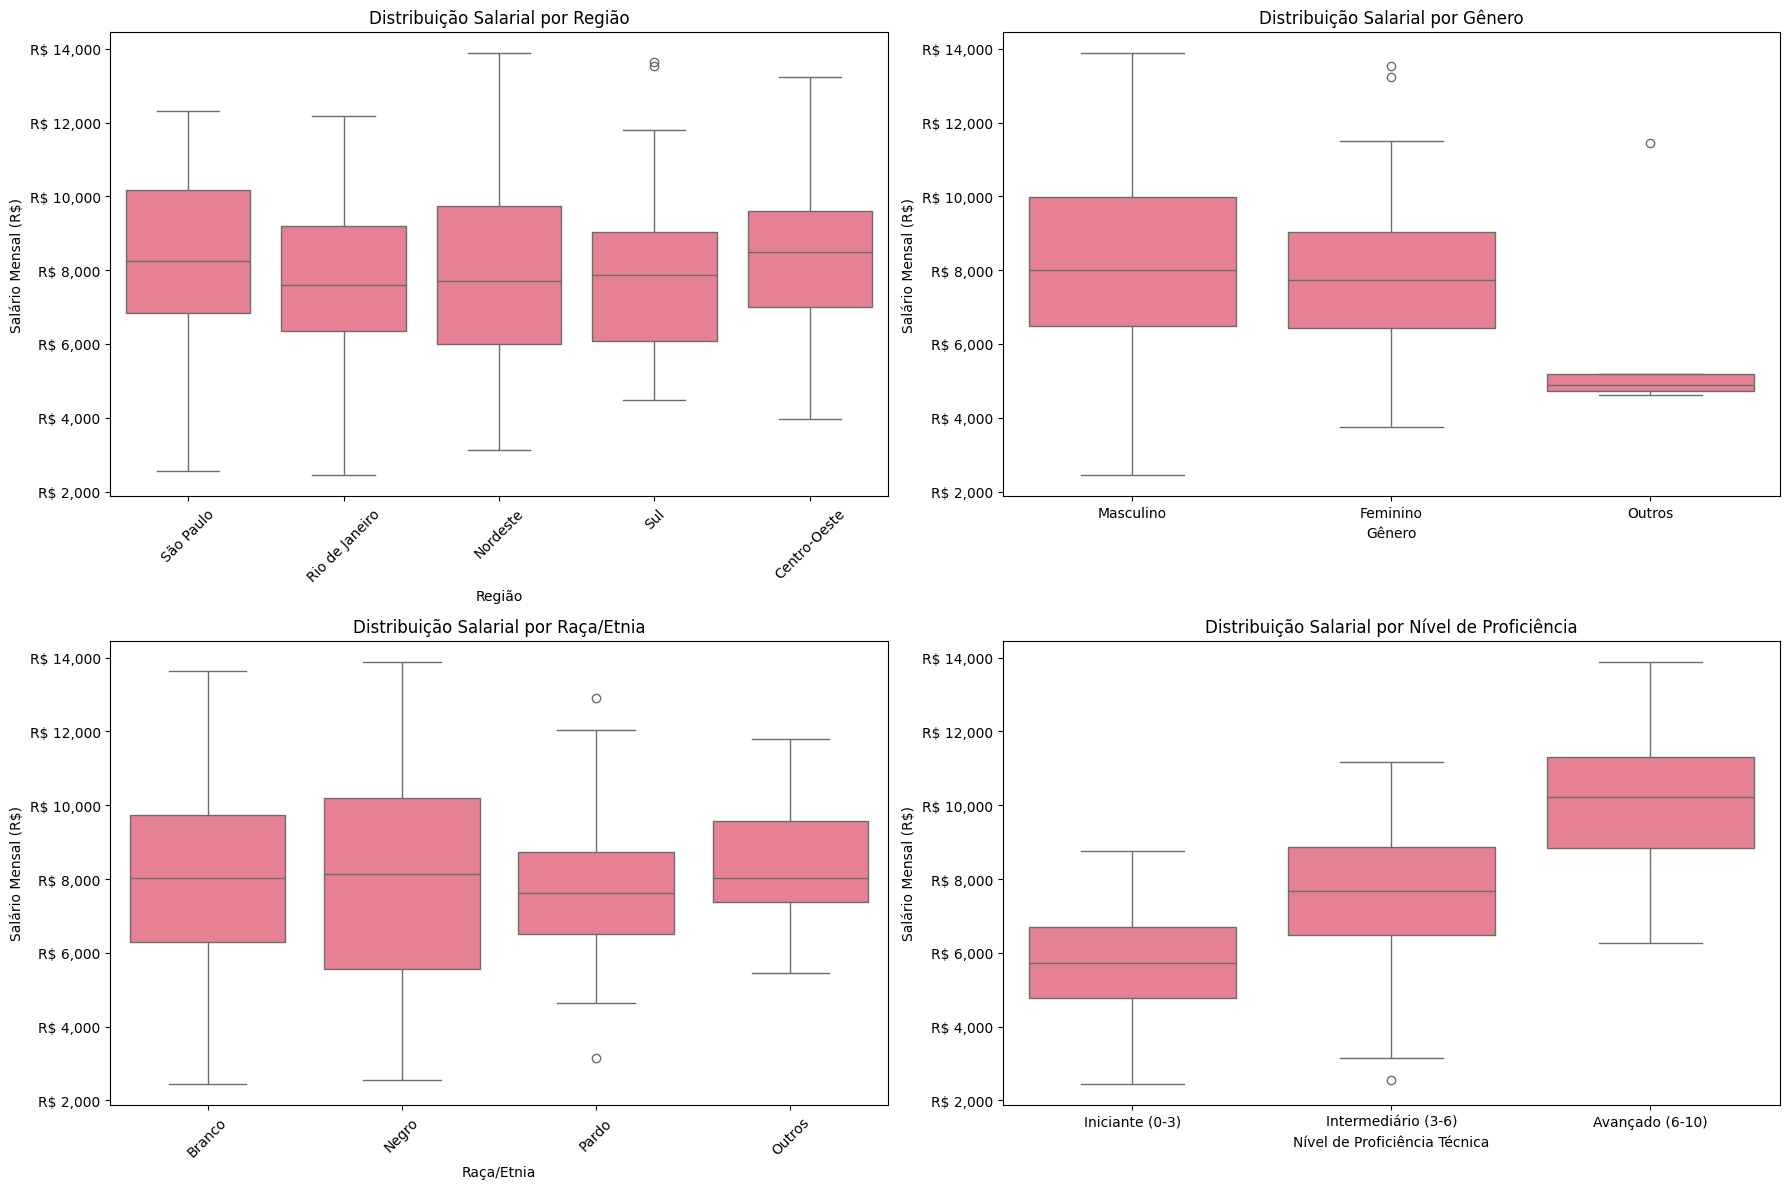 Distribuição Salarial por Região
Salário Mensal (R$)
R$ 14,000
R$ 12,000
R$ 10,000
R$ 8,000
R$ 6,000
R$ 4,000
R$ 2,000
São Paulo
Rio de Janeiro
Nordeste
Sul
Centro-Oeste
Região
Distribuição Salarial por Gênero
Salário Mensal (R$)
R$ 14,000
R$ 12,000
R$ 10,000
R$ 8,000
R$ 6,000
R$ 4,000
R$ 2,000
Masculino
Feminino
Outros
Gênero
Distribuição Salarial por Raça/Etnia
Salário Mensal (R$)
R$ 14,000
R$ 12,000
R$ 10,000
R$ 8,000
R$ 6,000
R$ 4,000
R$ 2,000
Branco
Negro
Pardo
Outros
Raça/Etnia
Distribuição Salarial por Nível de Proficiência
Salário Mensal (R$)
R$ 14,000
R$ 12,000
R$ 10,000
R$ 8,000
R$ 6,000
R$ 4,000
R$ 2,000
Iniciante (0-3)
Intermediário (3-6)
Avançado (6-10)
Nível de Proficiência Técnica